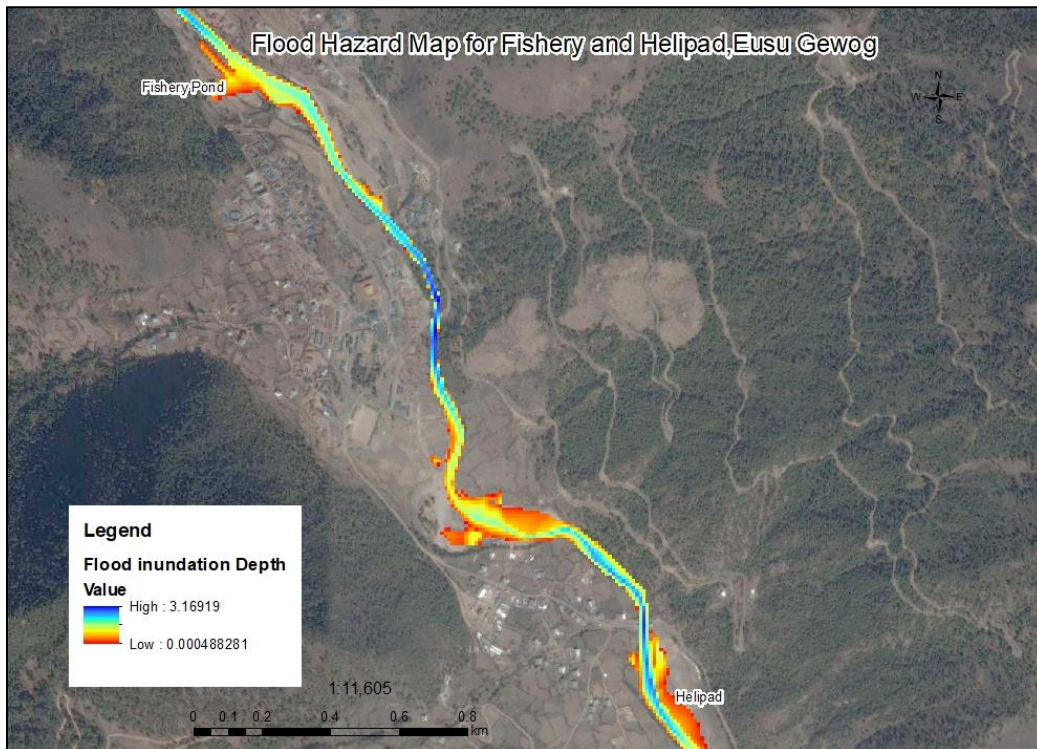 Flood Hazard Map for Fishery and Helipad,Eusu Gewog
Fishery Pond
N
W E
S
Legend
Flood inundation Depth
Value
High : 3.16919
Low : 0.000488281
1:11,605
Helipad
0 0.1 0.2 0.4 0.6 0.8
km